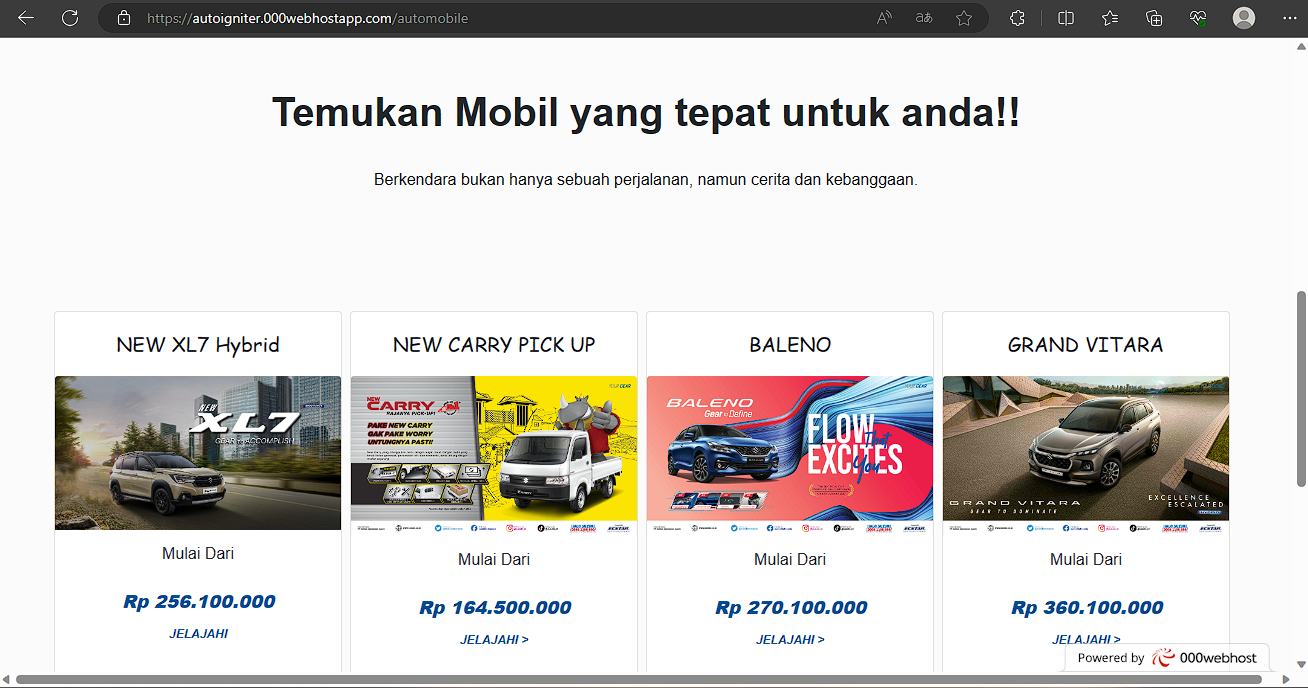 https://autoigniter.000webhostapp.com/automobile
Temukan Mobil yang tepat untuk anda!!
Berkendara bukan hanya sebuah perjalanan, namun cerita dan kebanggaan.
NEW XL7 Hybrid
NEW XL7
GEAR to ACCOMPLISH
Mulai Dari
Rp 256.100.000
JELAJAHI
NEW CARRY PICK UP
NEW CARRY
RAJANYA PICK-UP!
PAKE NEW CARRY
GAK PAKE WORRY
UNTUNGNYA PASTI!
Mulai Dari
Rp 164.500.000
JELAJAHI >
BALENO
BALENO
Gear to Define
FLOW!
That
EXCITES
You
Mulai Dari
Rp 270.100.000
JELAJAHI >
GRAND VITARA
GRAND VITARA
GEAR TO DOMINATE
EXCELLENCE
ESCALATED
Mulai Dari
Rp 360.100.000
JELAJAHI >
Powered by 000webhost